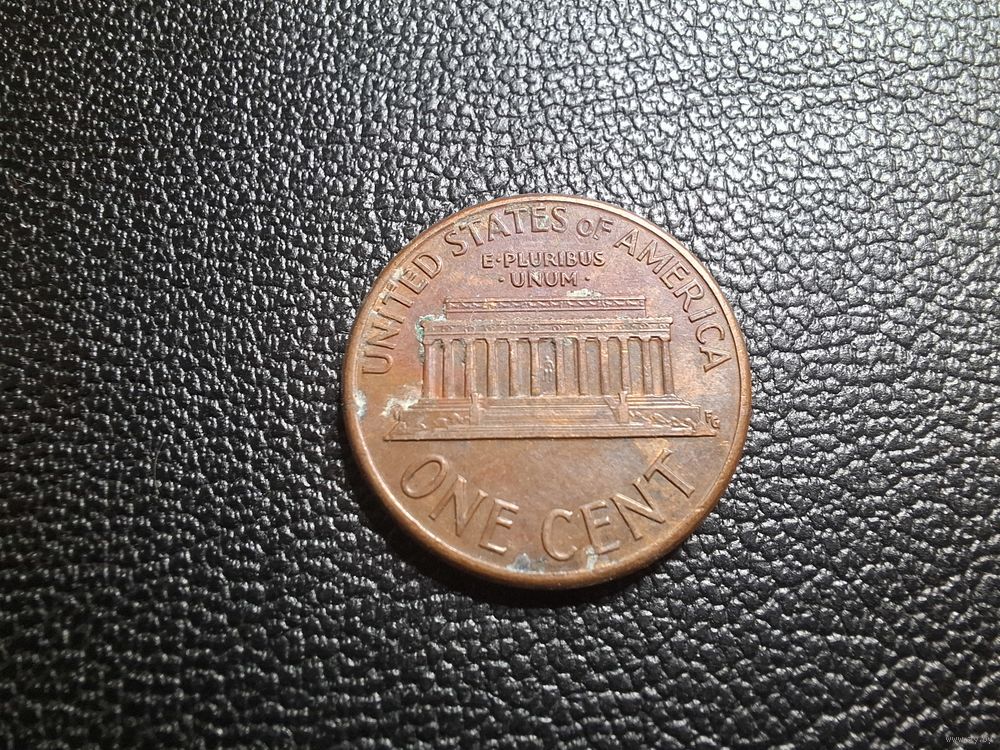 UNITED STATES OF AMERICA
E·PLURIBUS
·UNUM·
FG
ONE CENT